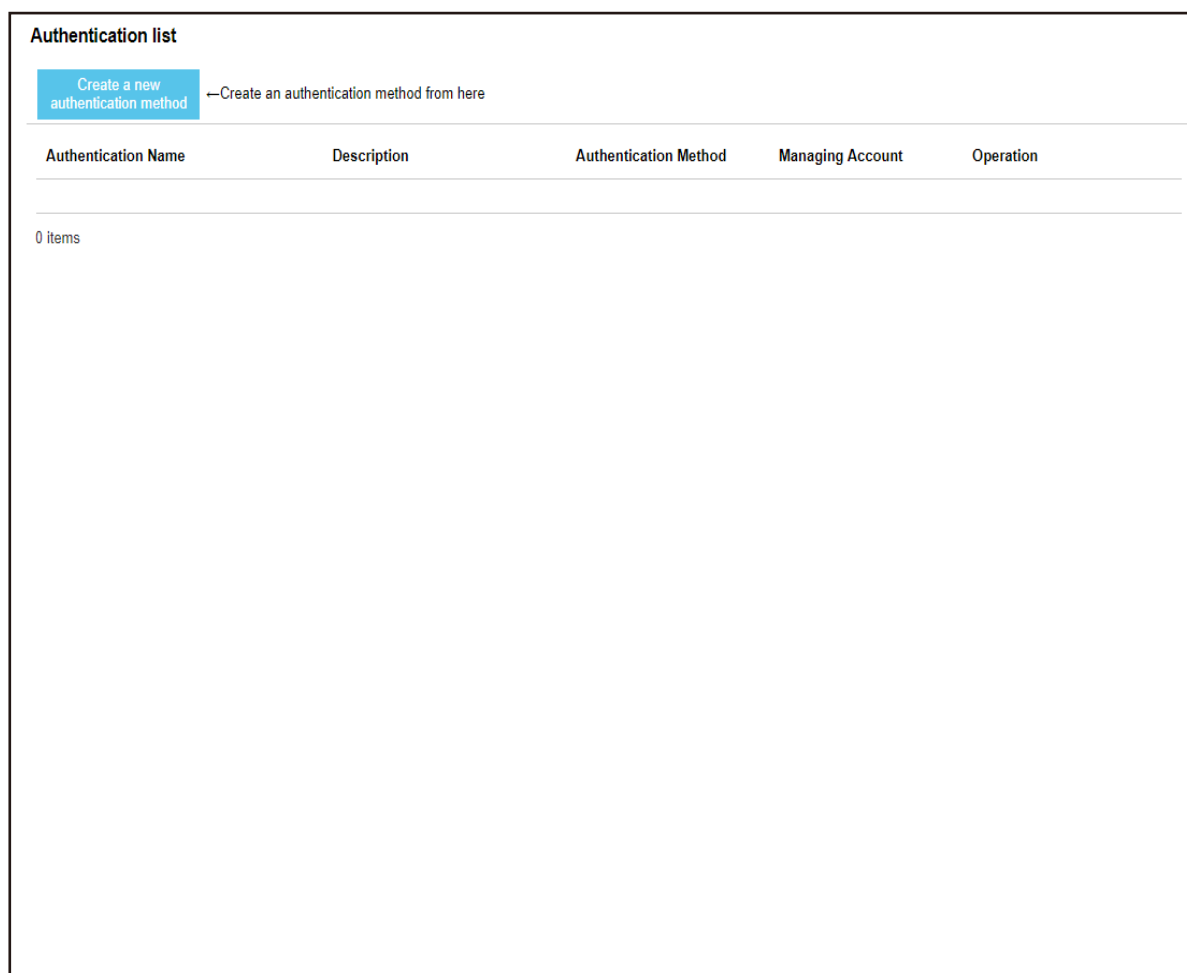 Authentication list
Create a new
authentication method
←Create an authentication method from here
Authentication Name Description Authentication Method Managing Account Operation
0 items